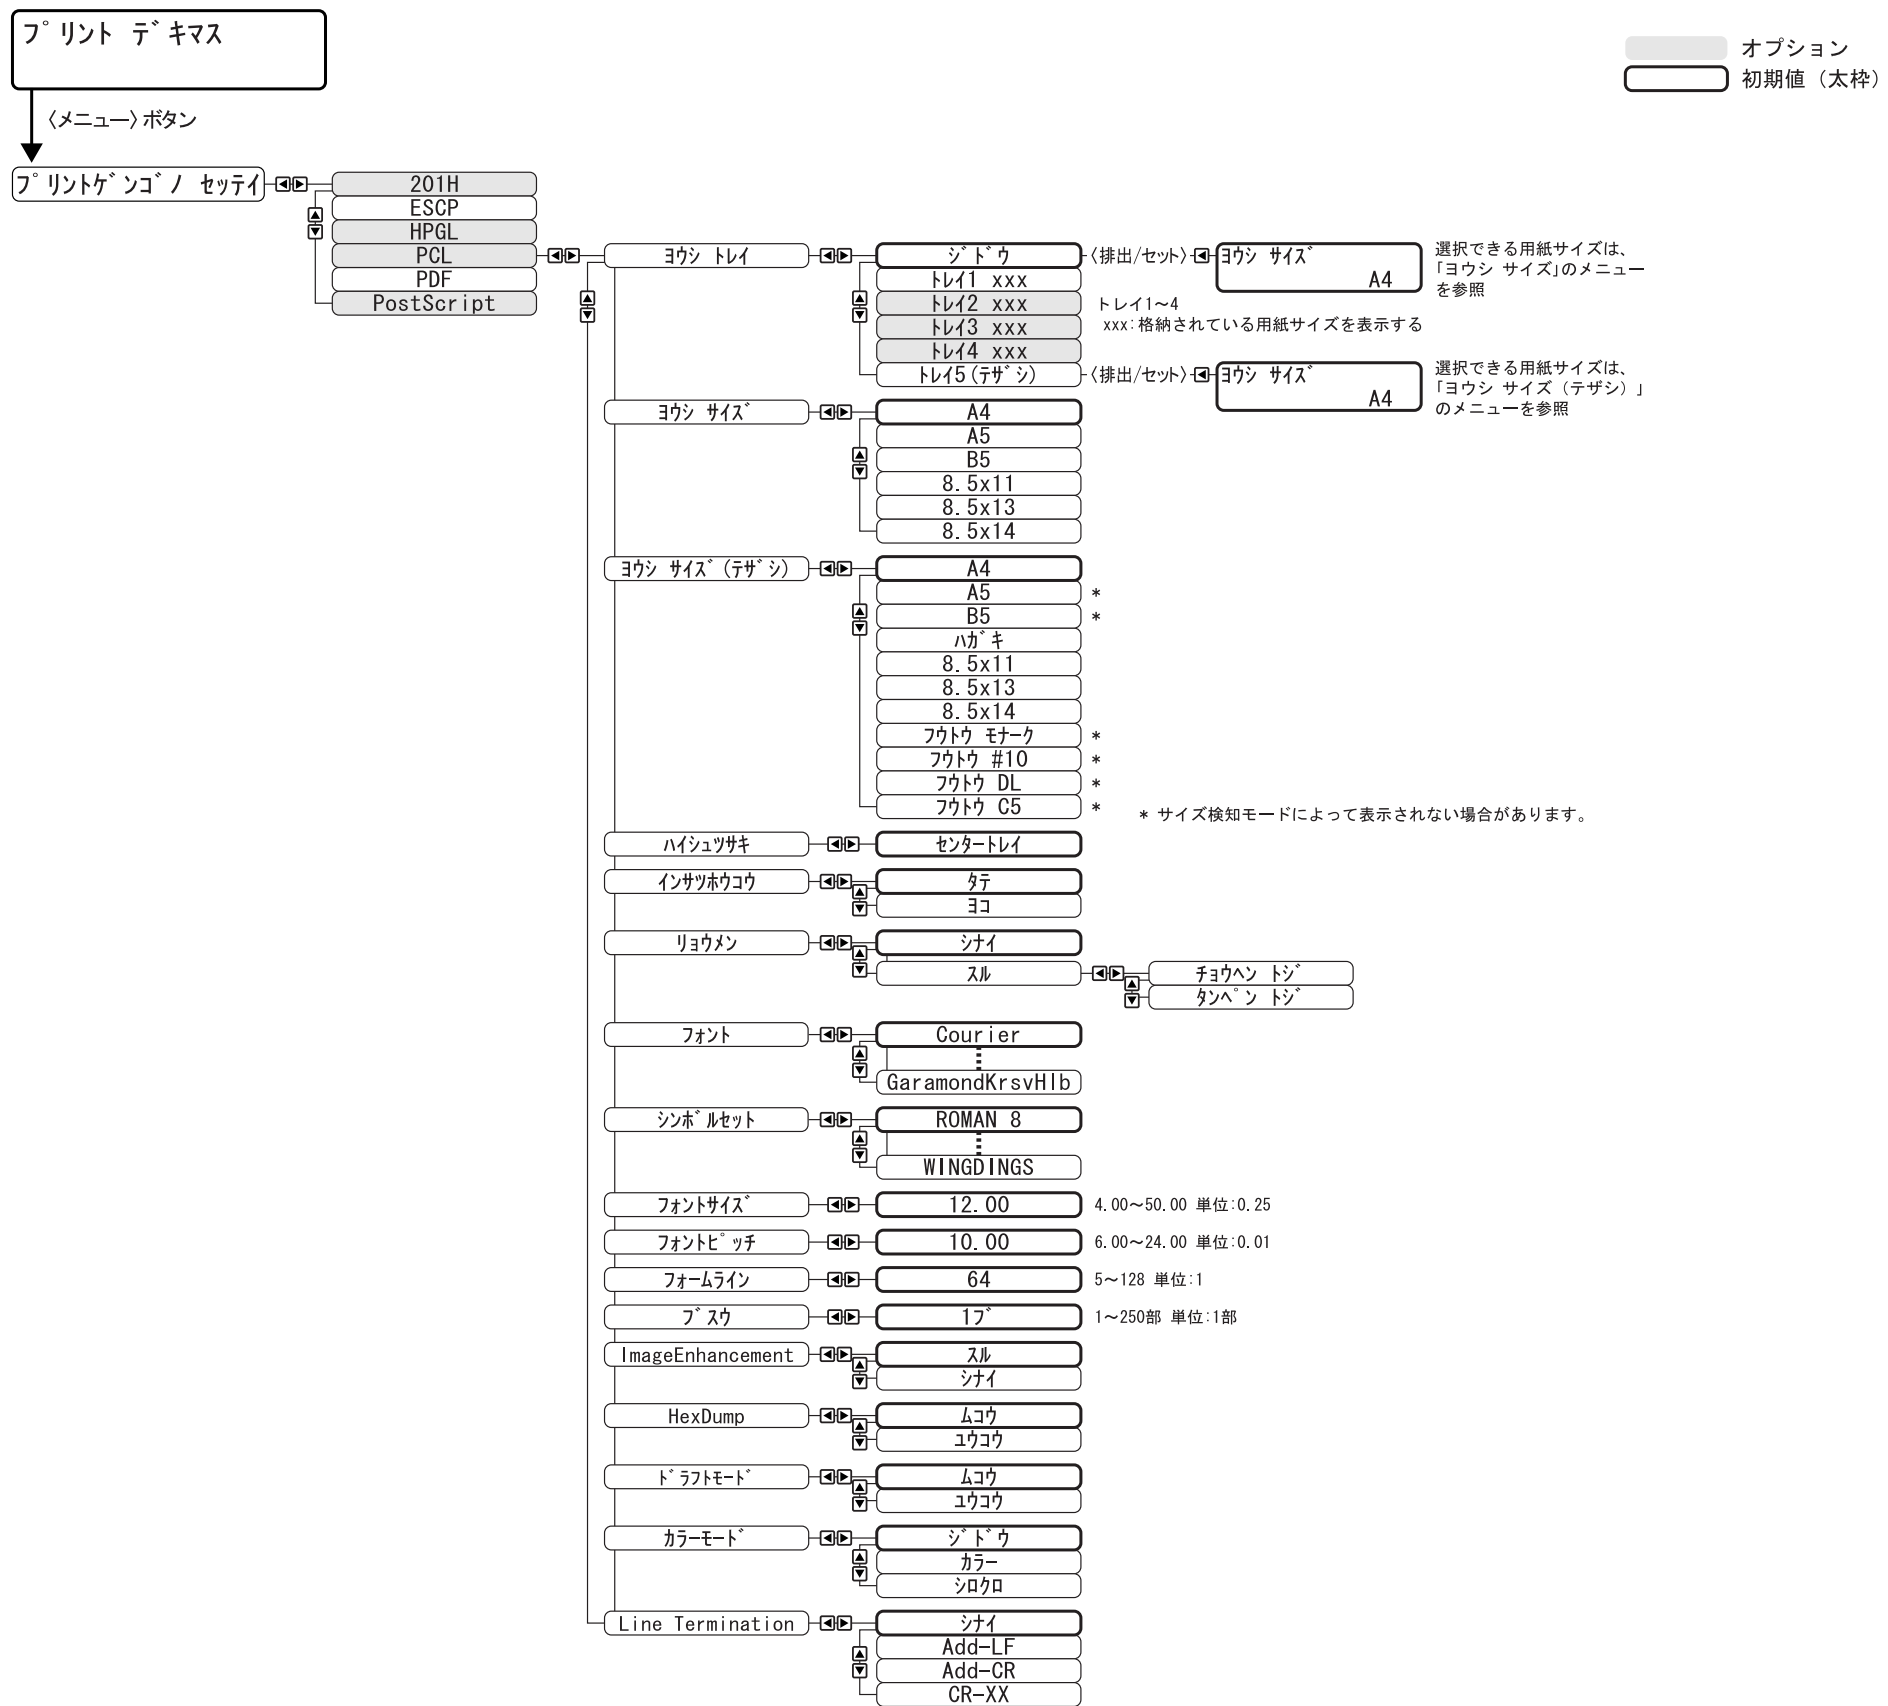 プリント デキマス
オプション
初期値（太枠）
〈メニュー〉ボタン
プリントゲンゴノ セッテイ
201H
ESCP
HPGL
PCL
PDF
PostScript
ヨウシ トレイ
ジドウ
〈排出/セット〉
ヨウシ サイズ
A4
選択できる用紙サイズは、
「ヨウシ サイズ」のメニュー
を参照
トレイ1 xxx
トレイ2 xxx
トレイ3 xxx
トレイ4 xxx
トレイ1～4
xxx:格納されている用紙サイズを表示する
トレイ5(テザシ)
〈排出/セット〉
ヨウシ サイズ
A4
選択できる用紙サイズは、
「ヨウシ サイズ（テザシ）」
のメニューを参照
ヨウシ サイズ
A4
A5
B5
8.5x11
8.5x13
8.5x14
ヨウシ サイズ(テザシ)
A4
A5 *
B5 *
ハガキ
8.5x11
8.5x13
8.5x14
フウトウ モナーク *
フウトウ #10 *
フウトウ DL *
フウトウ C5 *
* サイズ検知モードによって表示されない場合があります。
ハイシュツサキ
センタートレイ
インサツホウコウ
タテ
ヨコ
リョウメン
シナイ
スル
チョウヘン トジ
タンペン トジ
フォント
Courier
GaramondKrsvHlb
シンボルセット
ROMAN 8
WINGDINGS
フォントサイズ
12.00
4.00～50.00 単位:0.25
フォントピッチ
10.00
6.00～24.00 単位:0.01
フォームライン
64
5～128 単位:1
ブスウ
1ブ
1～250部 単位:1部
ImageEnhancement
スル
シナイ
HexDump
ムコウ
ユウコウ
ドラフトモード
ムコウ
ユウコウ
カラーモード
ジドウ
カラー
シロクロ
Line Termination
シナイ
Add-LF
Add-CR
CR-XX